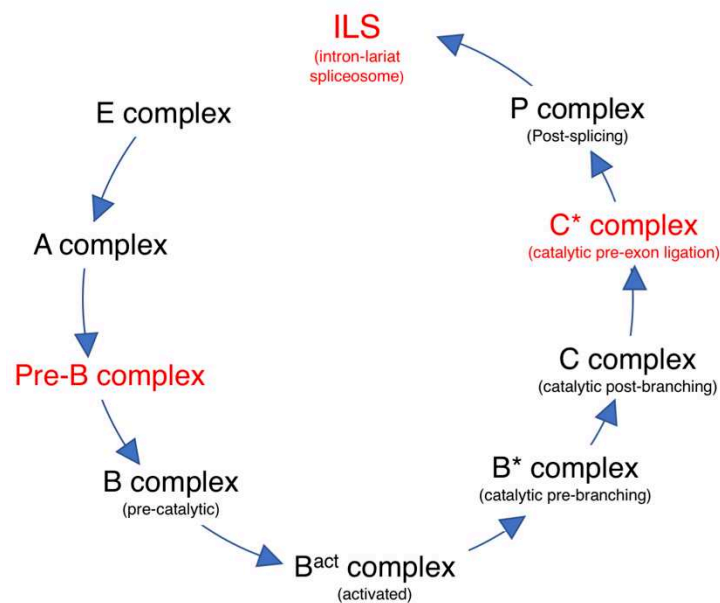 ILS
(intron-lariat
spliceosome)
E complex
P complex
(Post-splicing)
A complex
C* complex
(catalytic pre-exon ligation)
Pre-B complex
C complex
(catalytic post-branching)
B complex
(pre-catalytic)
B* complex
(catalytic pre-branching)
Bact complex
(activated)